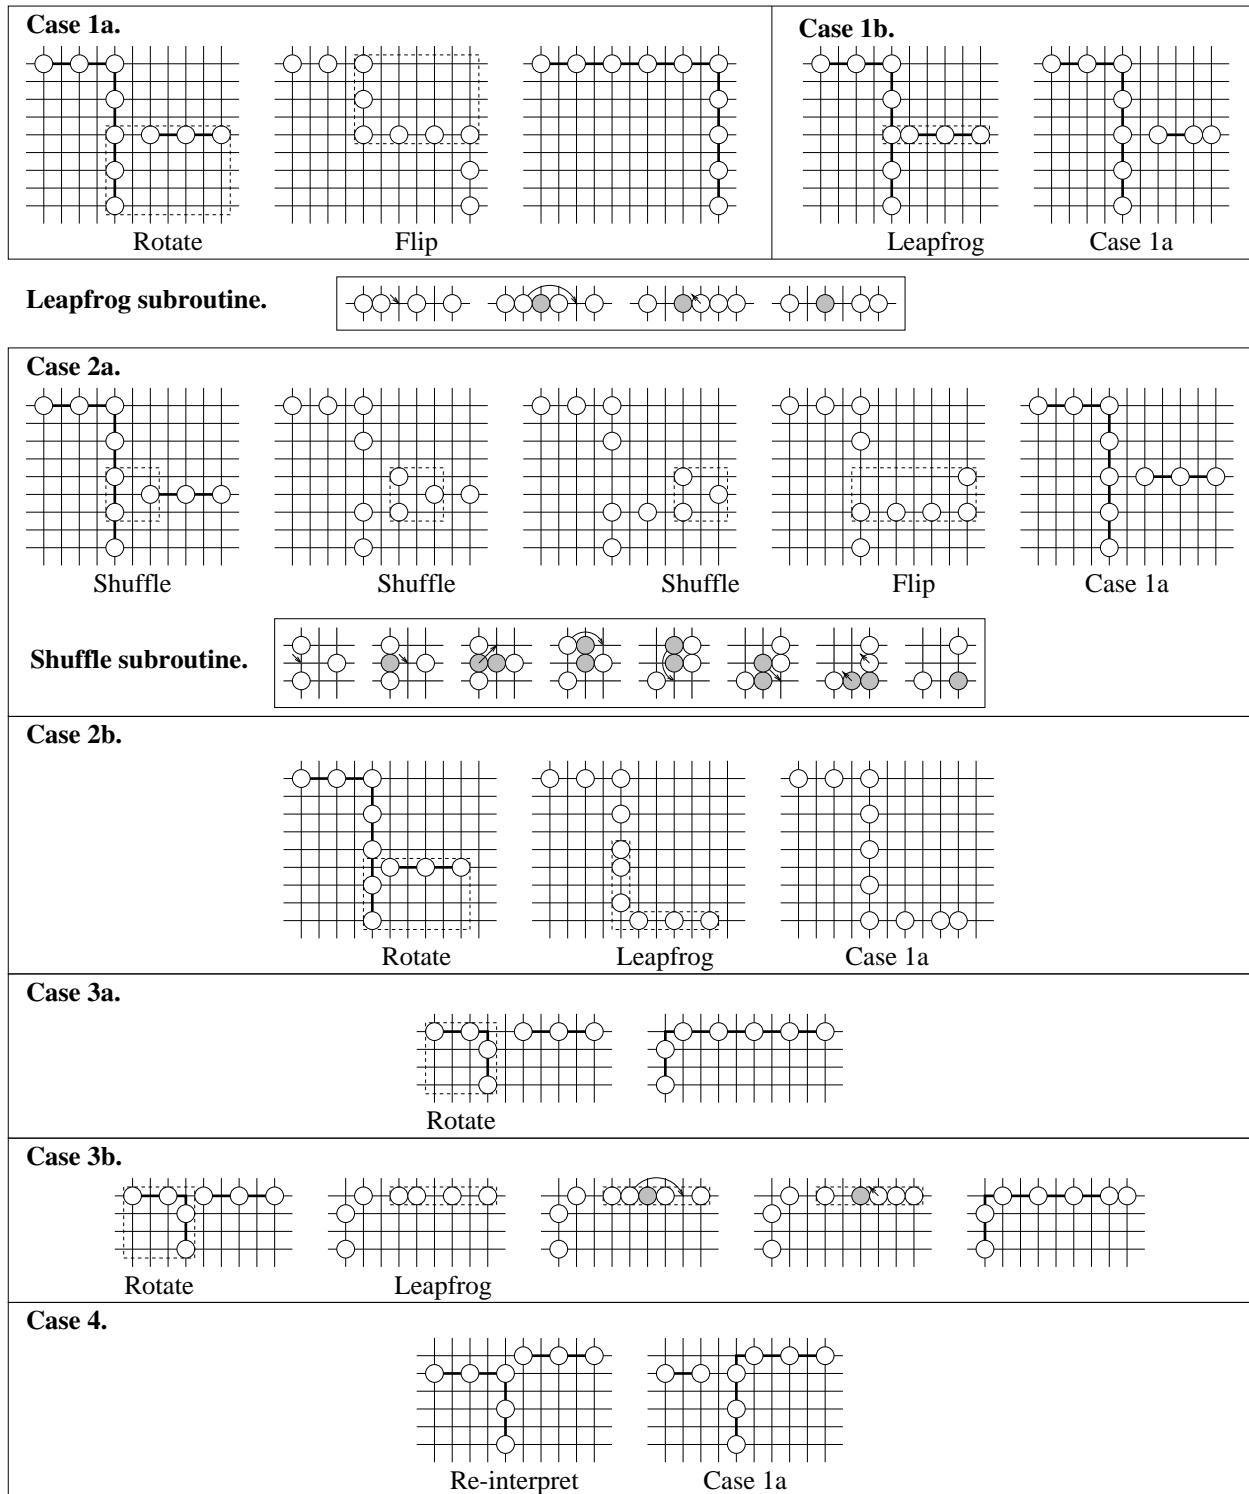 Case 1a.
Case 1b.
Rotate
Flip
Leapfrog
Case 1a
Leapfrog subroutine.
Case 2a.
Shuffle
Shuffle
Shuffle
Flip
Case 1a
Shuffle subroutine.
Case 2b.
Rotate
Leapfrog
Case 1a
Case 3a.
Rotate
Case 3b.
Rotate
Leapfrog
Case 4.
Re-interpret
Case 1a